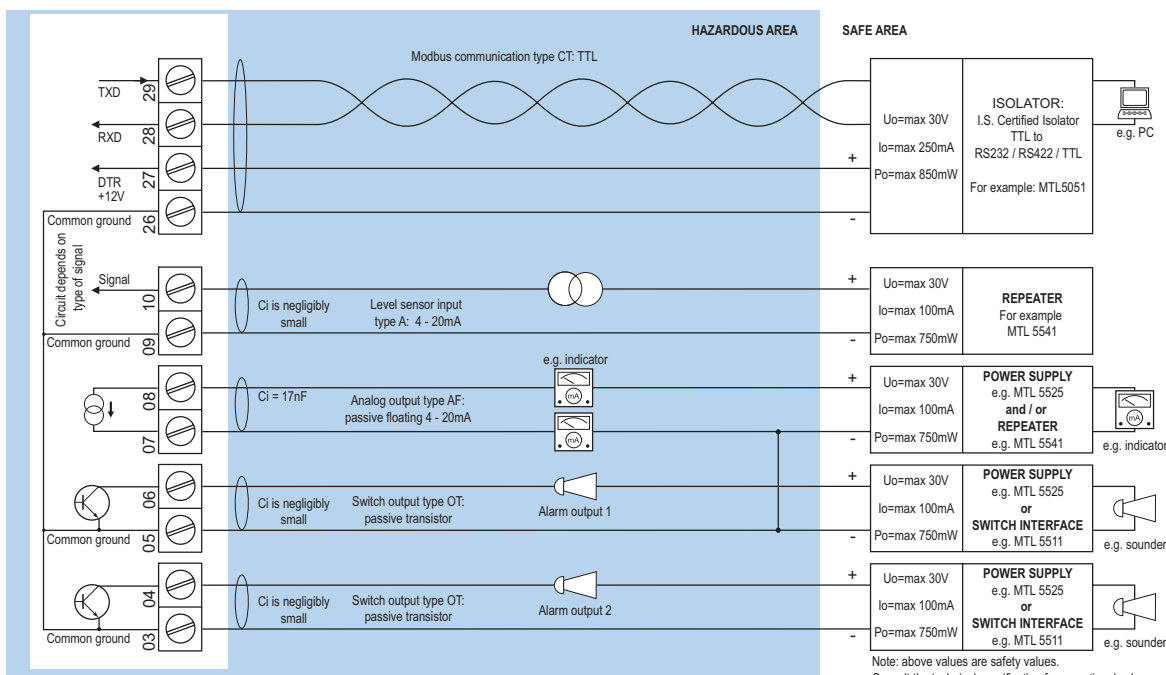 HAZARDOUS AREA
SAFE AREA
Modbus communication type CT: TTL
TXD
29
RXD
28
DTR
+12V
27
Common ground
26
+
-
Uo=max 30V
Io=max 250mA
Po=max 850mW
ISOLATOR:
I.S. Certified Isolator
TTL to
RS232 / RS422 / TTL
For example: MTL5051
e.g. PC
Circuit depends on
type of signal
Signal
10
Common ground
09
Ci is negligibly
small
Level sensor input
type A: 4 - 20mA
+
-
Uo=max 30V
Io=max 100mA
Po=max 750mW
REPEATER
For example
MTL 5541
08
07
Ci = 17nF
Analog output type AF:
passive floating 4 - 20mA
e.g. indicator
mA
mA
+
-
Uo=max 30V
Io=max 100mA
Po=max 750mW
POWER SUPPLY
e.g. MTL 5525
and / or
REPEATER
e.g. MTL 5541
mA
e.g. indicator
06
Common ground
05
Ci is negligibly
small
Switch output type OT:
passive transistor
Alarm output 1
+
-
Uo=max 30V
Io=max 100mA
Po=max 750mW
POWER SUPPLY
e.g. MTL 5525
or
SWITCH INTERFACE
e.g. MTL 5511
e.g. sounder
04
Common ground
03
Ci is negligibly
small
Switch output type OT:
passive transistor
Alarm output 2
+
-
Uo=max 30V
Io=max 100mA
Po=max 750mW
POWER SUPPLY
e.g. MTL 5525
or
SWITCH INTERFACE
e.g. MTL 5511
e.g. sounder
Note: above values are safety values.